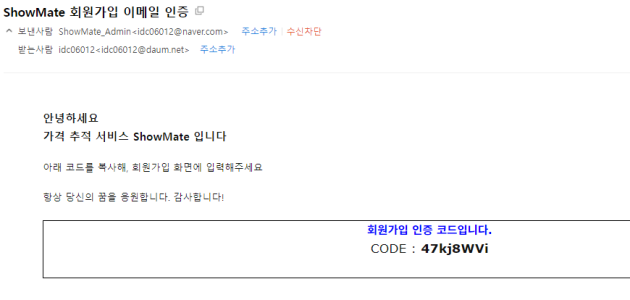 ShowMate 회원가입 이메일 인증
보낸사람 ShowMate_Admin<idc06012@naver.com> 주소추가 수신차단
받는사람 idc06012<idc06012@daum.net> 주소추가
안녕하세요
가격 추적 서비스 ShowMate 입니다
아래 코드를 복사해, 회원가입 화면에 입력해주세요
항상 당신의 꿈을 응원합니다. 감사합니다!
회원가입 인증 코드입니다.
CODE : 47kj8WVi